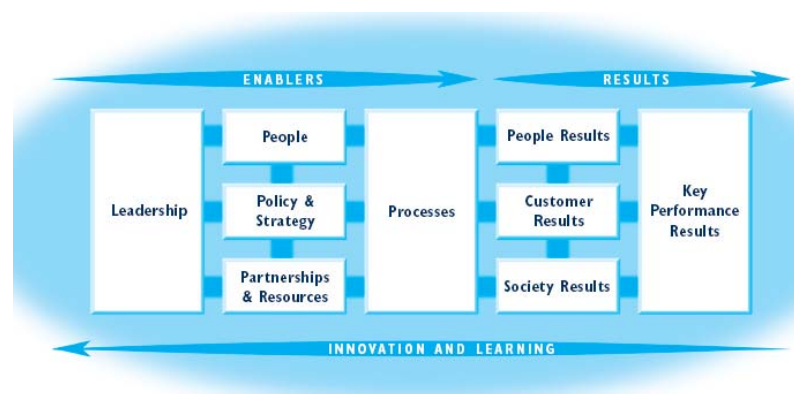 ENABLERS
RESULTS
Leadership
People
Policy &
Strategy
Partnerships
& Resources
Processes
People Results
Customer
Results
Society Results
Key
Performance
Results
INNOVATION AND LEARNING